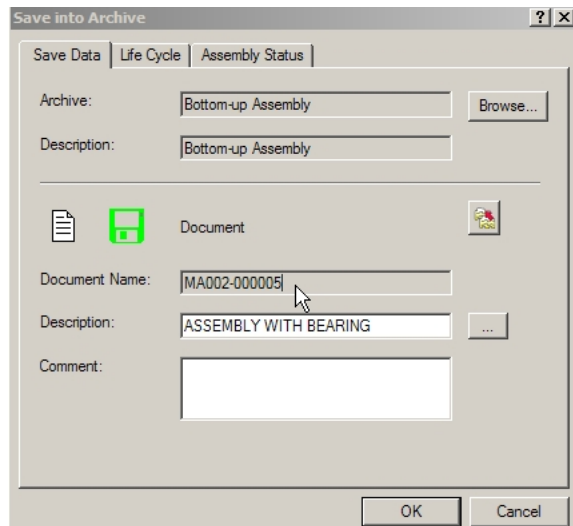 Save into Archive
Save Data Life Cycle Assembly Status
Archive: Bottom-up Assembly Browse...
Description: Bottom-up Assembly
Document
Document Name: MA002-000005
Description: ASSEMBLY WITH BEARING ...
Comment:
OK Cancel